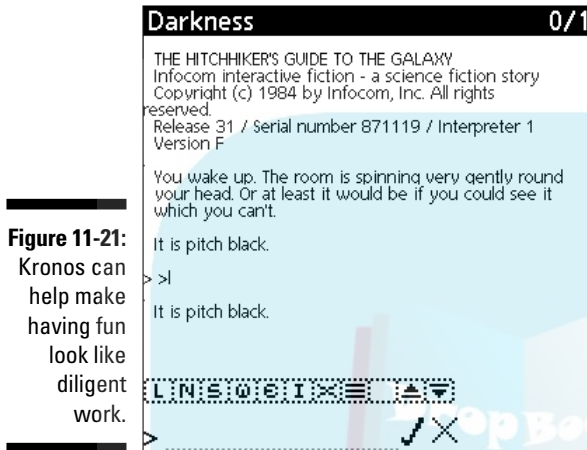 Darkness 0/1
THE HITCHHIKER'S GUIDE TO THE GALAXY
Infocom interactive fiction - a science fiction story
Copyright (c) 1984 by Infocom, Inc. All rights
reserved.
Release 31 / Serial number 871119 / Interpreter 1
Version F
You wake up. The room is spinning very gently round
your head. Or at least it would be if you could see it
which you can't.
It is pitch black.
> >l
It is pitch black.
L N S W E I X
>
Drop Bo
Figure 11-21:
Kronos can
help make
having fun
look like
diligent
work.